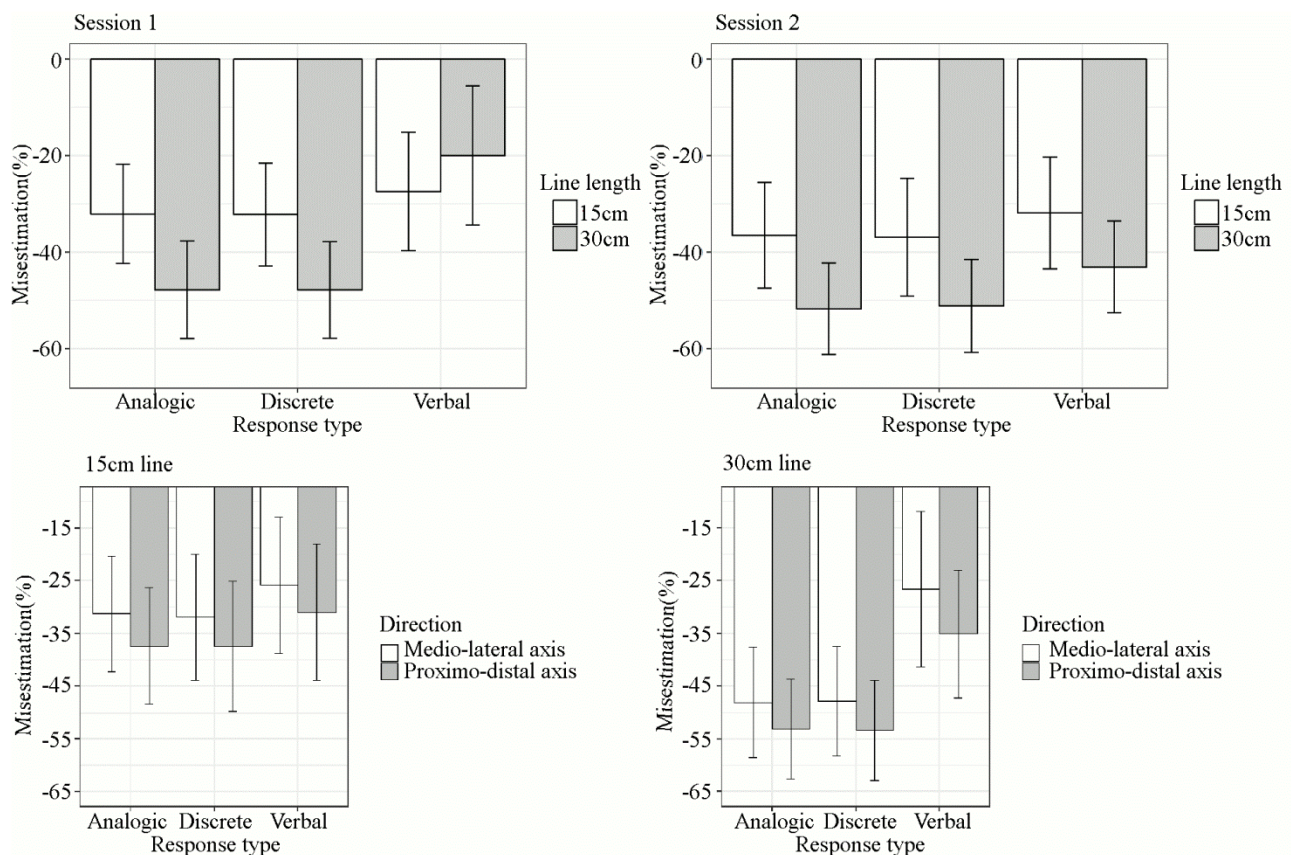 Session 1
0
-20
-40
-60
Misestimation(%)
Analogic Discrete Verbal
Response type
Line length
15cm
30cm
Session 2
0
-20
-40
-60
Misestimation(%)
Analogic Discrete Verbal
Response type
Line length
15cm
30cm
15cm line
-15
-25
-35
-45
-55
-65
Misestimation(%)
Analogic Discrete Verbal
Response type
Direction
Medio-lateral axis
Proximo-distal axis
30cm line
-15
-25
-35
-45
-55
-65
Misestimation(%)
Analogic Discrete Verbal
Response type
Direction
Medio-lateral axis
Proximo-distal axis